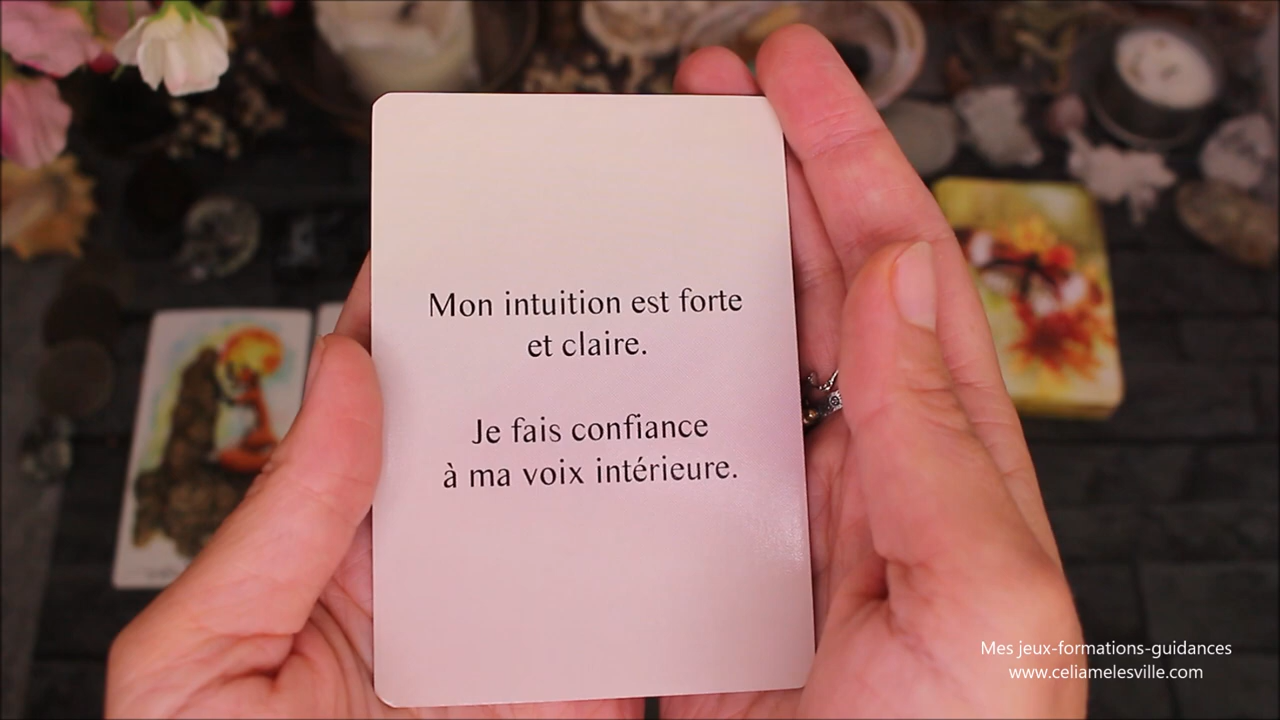 Mon intuition est forte
et claire.
Je fais confiance
à ma voix intérieure.
Mes jeux-formations-guidances
www.celiamelesville.com